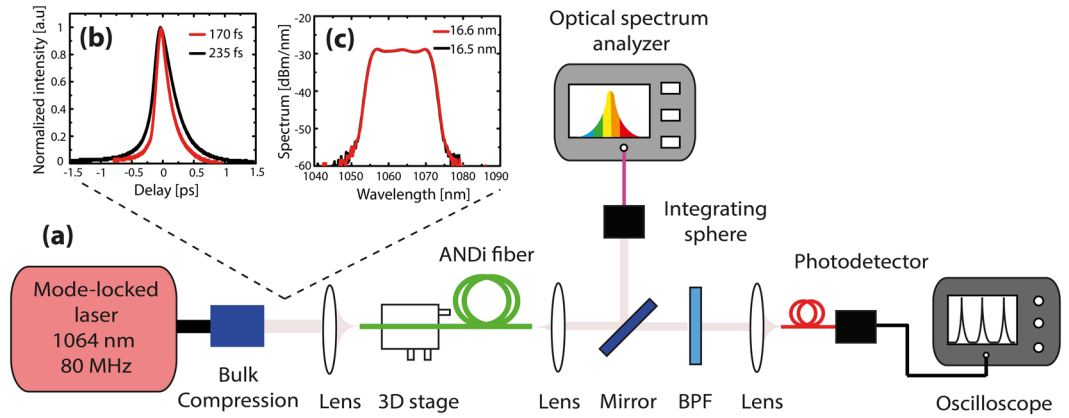 (b)
Normalized intensity [a.u]
1
0.8
0.6
0.4
0.2
0
170 fs
235 fs
-1.5 -1 -0.5 0 0.5 1 1.5
Delay [ps]
(c)
Spectrum [dBm/nm]
-20
-30
-40
-50
-60
16.6 nm
16.5 nm
1040 1050 1060 1070 1080 1090
Wavelength [nm]
Optical spectrum
analyzer
Integrating
sphere
(a)
Mode-locked
laser
1064 nm
80 MHz
Bulk
Compression
Lens
3D stage
ANDi fiber
Lens
Mirror
BPF
Lens
Photodetector
Oscilloscope